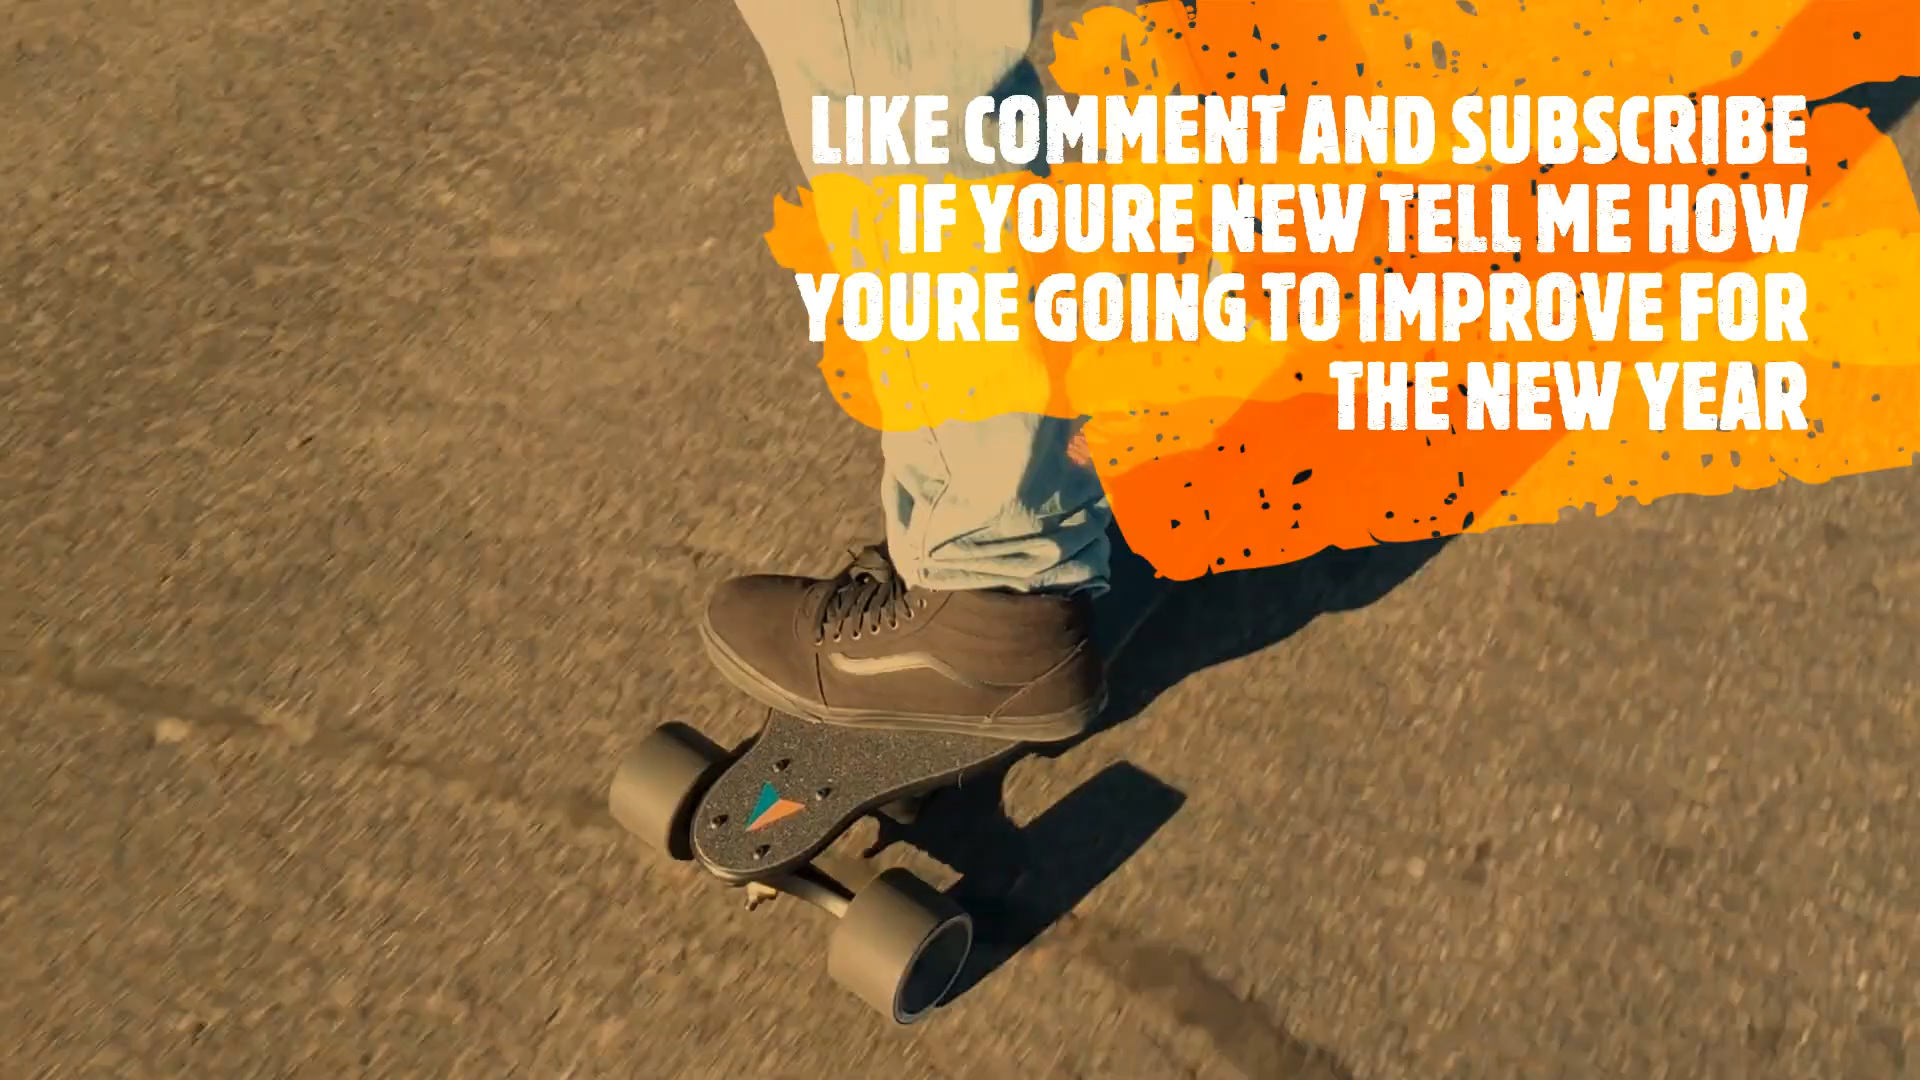 LIKE COMMENT AND SUBSCRIBE
IF YOURE NEW TELL ME HOW
YOURE GOING TO IMPROVE FOR
THE NEW YEAR